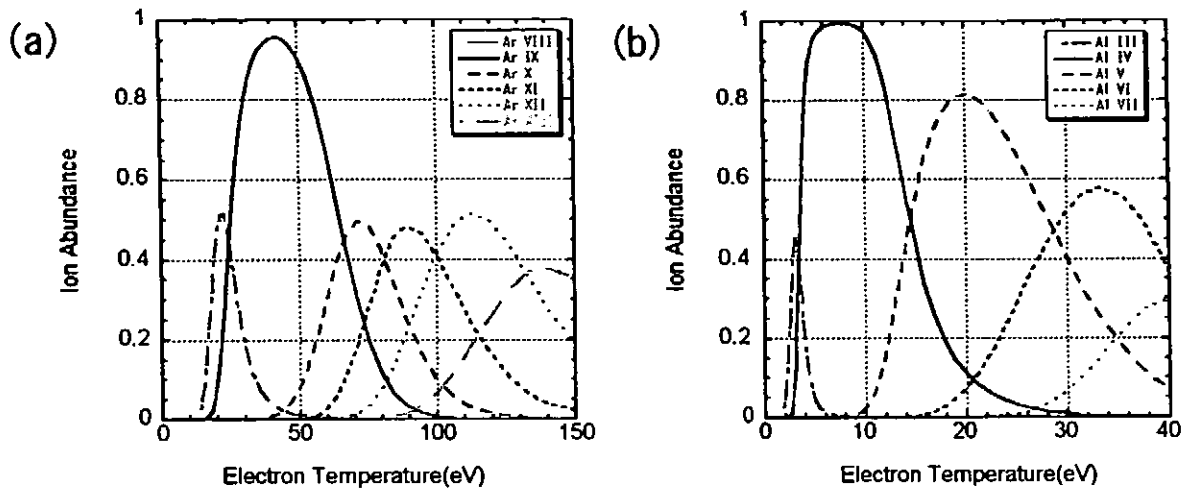 (a)
1
0.8
0.6
0.4
0.2
0
Ion Abundance
Ar VIII
Ar IX
Ar X
Ar XI
Ar XII
0
50
100
150
Electron Temperature(eV)
(b)
1
0.8
0.6
0.4
0.2
0
Ion Abundance
Al III
Al IV
Al V
Al VI
Al VII
0
10
20
30
40
Electron Temperature(eV)